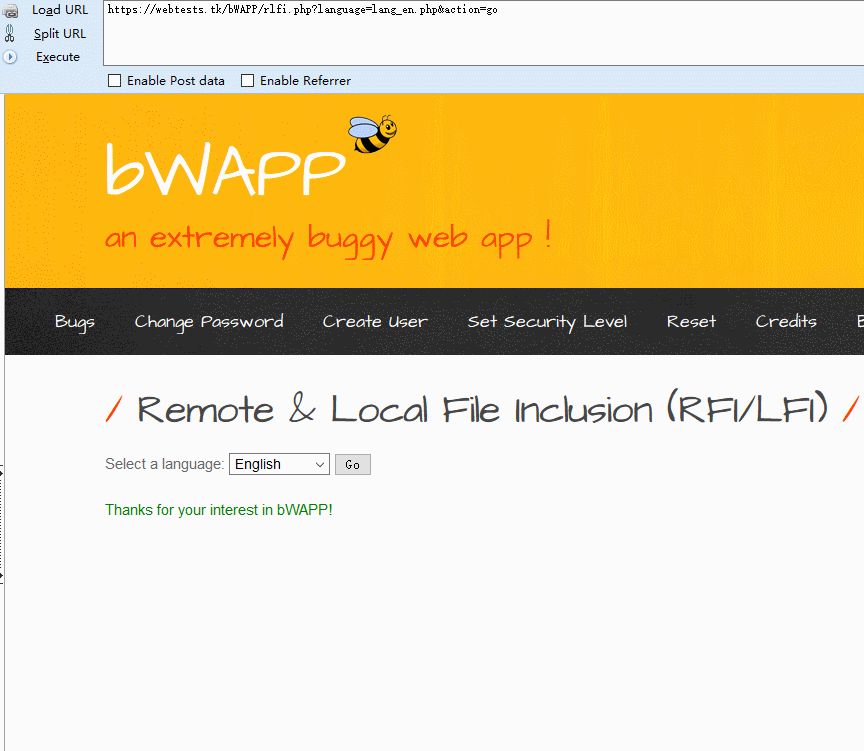 Load URL
https://webtests.tk/bWAPP/rlfi.php?language=lang_en.php&action=go
Split URL
Execute
Enable Post data Enable Referrer
bWAPP
an extremely buggy web app !
Bugs Change Password Create User Set Security Level Reset Credits
/ Remote & Local File Inclusion (RFI/LFI) /
Select a language: English Go
Thanks for your interest in bWAPP!